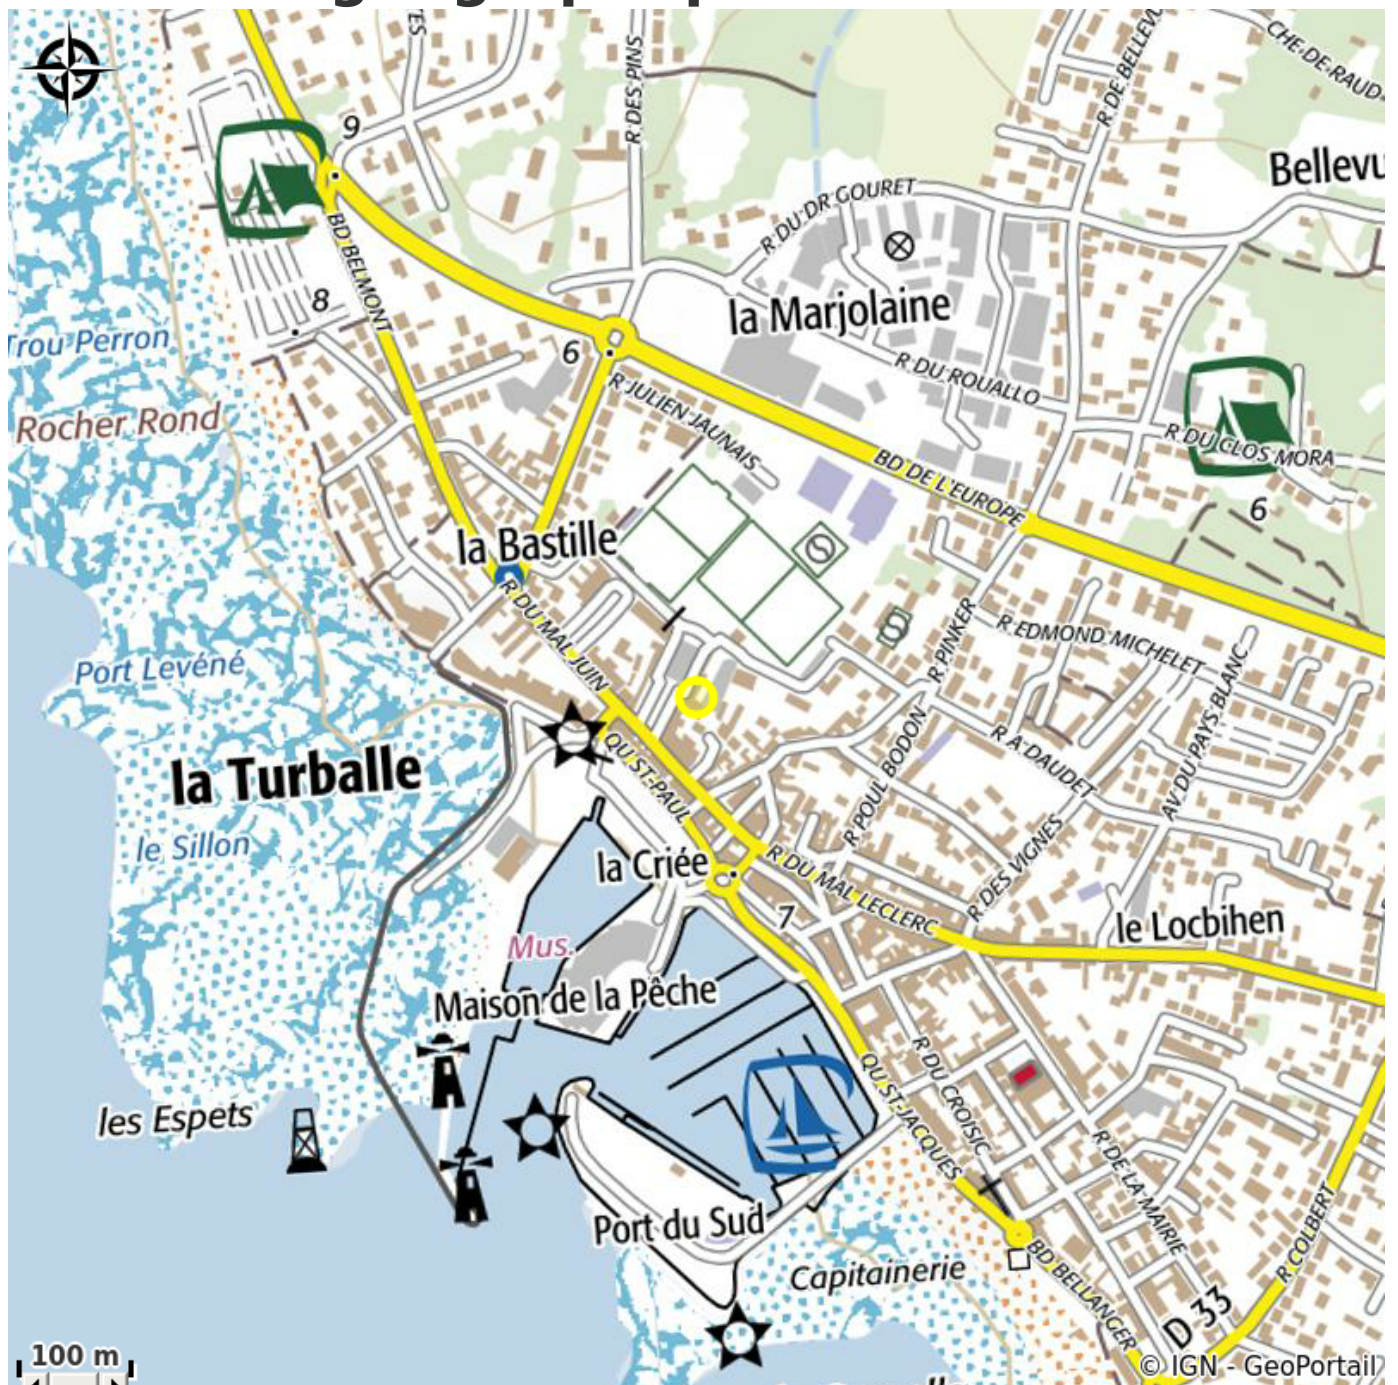 9
BD BELMONT
8
R DES PINS
R DE BELLEVU
CHE-DE-RAUD-
Bellevu
R DU DR GOURET
la Marjolaine
R DU ROUALLO
Trou Perron
Rocher Rond
6
R JULIEN JAUNAIS
BD DE L'EUROPE
R DU CLOS MORA
6
la Bastille
R DU MAL JUIN
R PINKER
R EDMOND MICHELET
AV DU PAYS BLANC
Port Levéné
la Turballe
le Sillon
QU ST-PAUL
R POUL BODON
R A DAUDET
R DES VIGNES
la Criée
R DU MAL LECLERC
7
le Locbihen
Mus.
Maison de la Pêche
les Espets
QU ST-JACQUES
R DU CROISIC
R DE LA MAIRIE
R COLBERT
Port du Sud
Capitainerie
BD BELLANGER
D 33
100 m
© IGN - GeoPortail